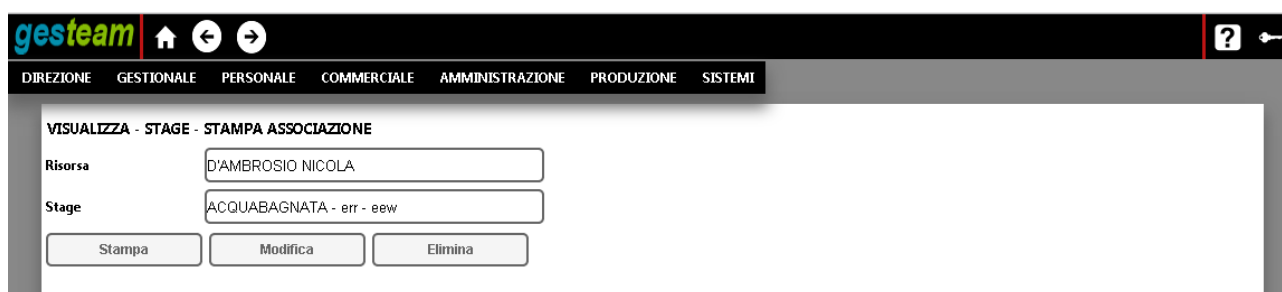 gesteam
?
DIREZIONE GESTIONALE PERSONALE COMMERCIALE AMMINISTRAZIONE PRODUZIONE SISTEMI
VISUALIZZA - STAGE - STAMPA ASSOCIAZIONE
Risorsa D'AMBROSIO NICOLA
Stage ACQUABAGNATA - err - eew
Stampa Modifica Elimina